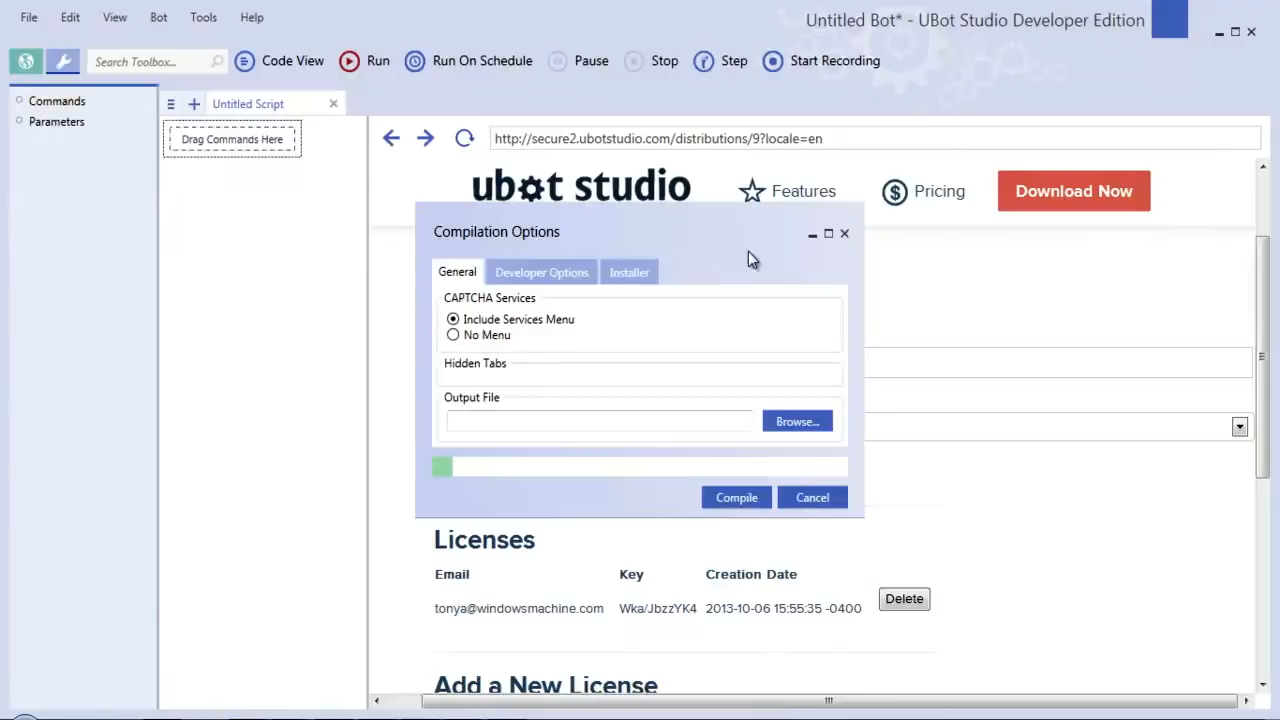 File Edit View Bot Tools Help
Untitled Bot* - UBot Studio Developer Edition
Search Toolbox...
Code View Run Run On Schedule Pause Stop Step Start Recording
Commands
Parameters
Untitled Script
Drag Commands Here
http://secure2.ubotstudio.com/distributions/9?locale=en
ubot studio
Features Pricing Download Now
Compilation Options
General Developer Options Installer
CAPTCHA Services
Include Services Menu
No Menu
Hidden Tabs
Output File
Browse...
Compile Cancel
Licenses
Email Key Creation Date
tonya@windowsmachine.com Wka/JbzzYK4 2013-10-06 15:55:35 -0400 Delete
Add a New License